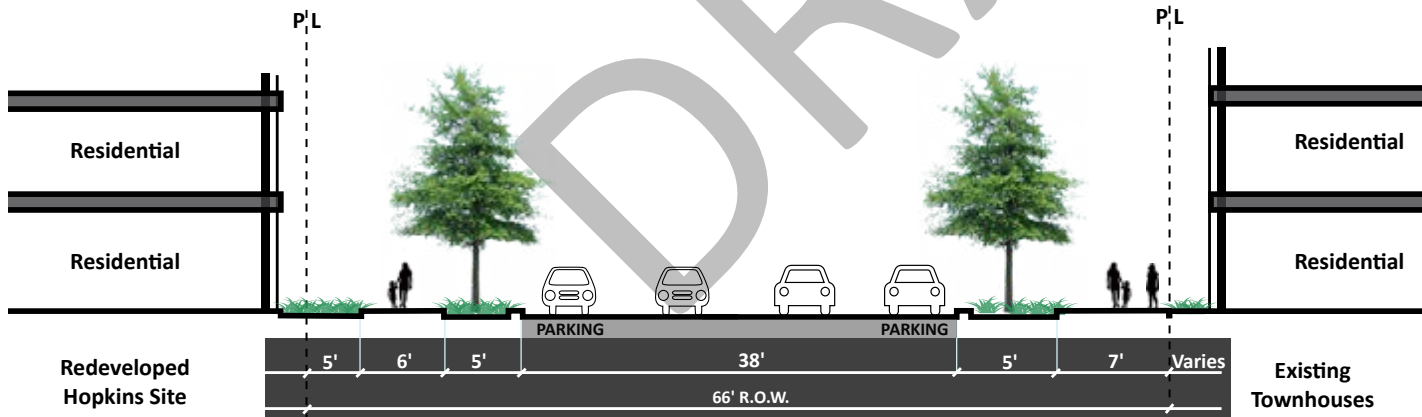 P L
P L
DRA
Residential
Residential
Residential
Residential
PARKING
PARKING
5' 6' 5' 38' 5' 7' Varies
66' R.O.W.
Redeveloped
Hopkins Site
Existing
Townhouses